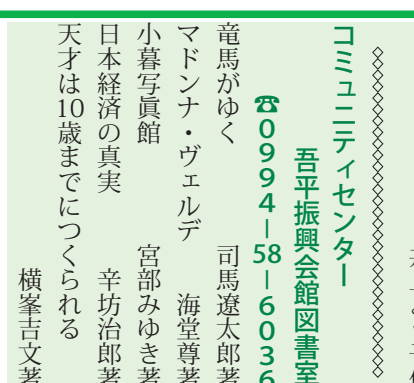 コミュニティセンター
吾平振興会館図書室
☎0994―58―6036
竜馬がゆく 司馬遼太郎著
マドンナ・ヴェルデ 海堂尊著
小暮写眞館 宮部みゆき著
日本経済の真実 辛坊治郎著
天才は10歳までにつくられる
横峯吉文著